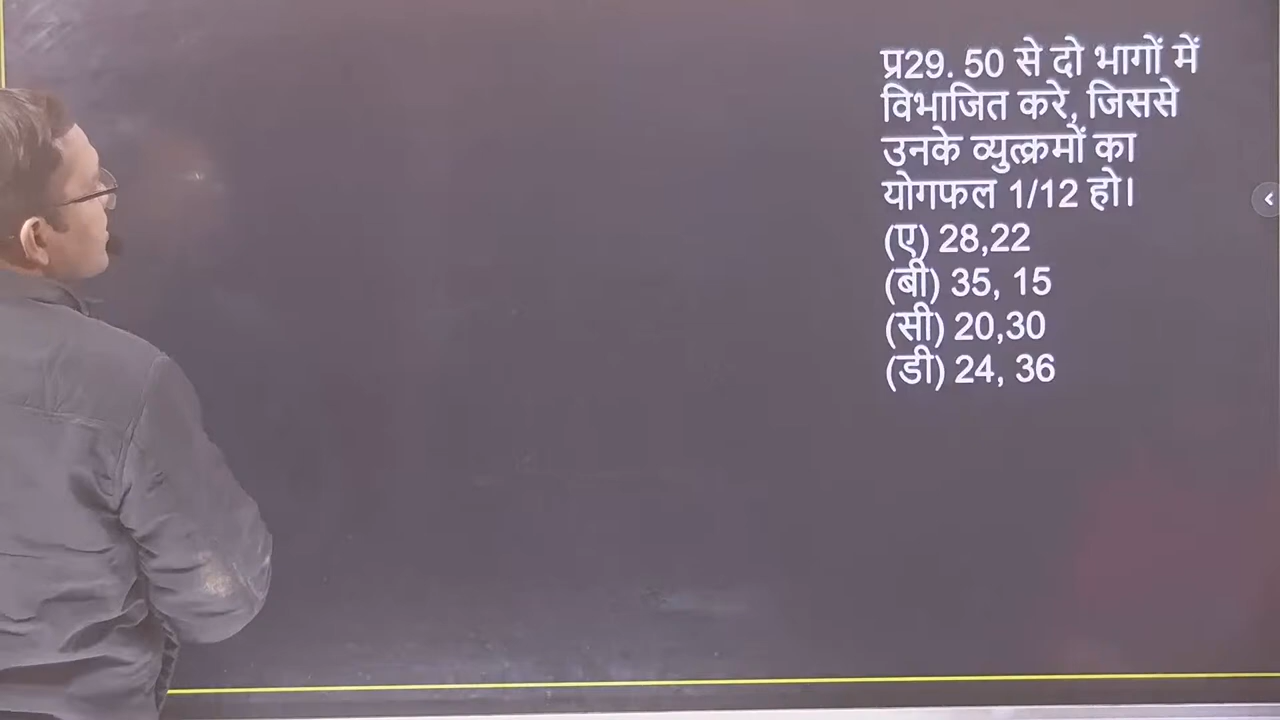 प्र29. 50 से दो भागों में
विभाजित करे, जिससे
उनके व्युत्क्रमों का
योगफल 1/12 हो।
(ए) 28,22
(बी) 35, 15
(सी) 20,30
(डी) 24, 36